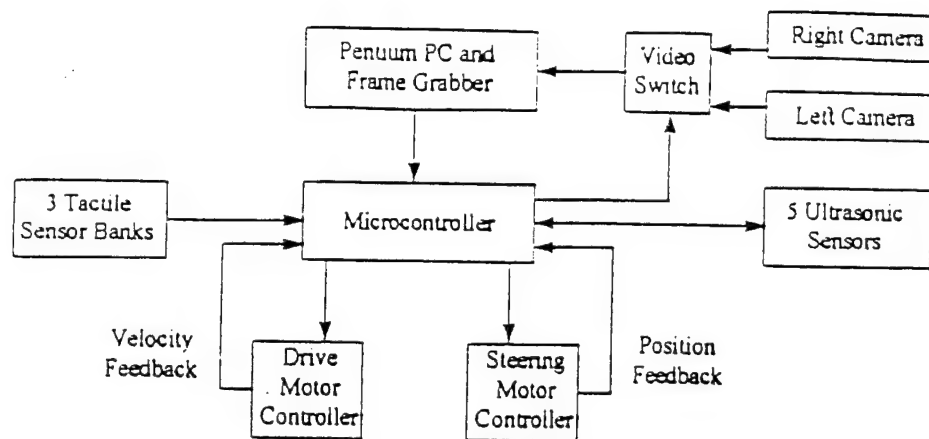 Pentium PC and
Frame Grabber
Video
Switch
Right Camera
Left Camera
3 Tactile
Sensor Banks
Microcontroller
5 Ultrasonic
Sensors
Velocity
Feedback
Drive
Motor
Controller
Steering
Motor
Controller
Position
Feedback